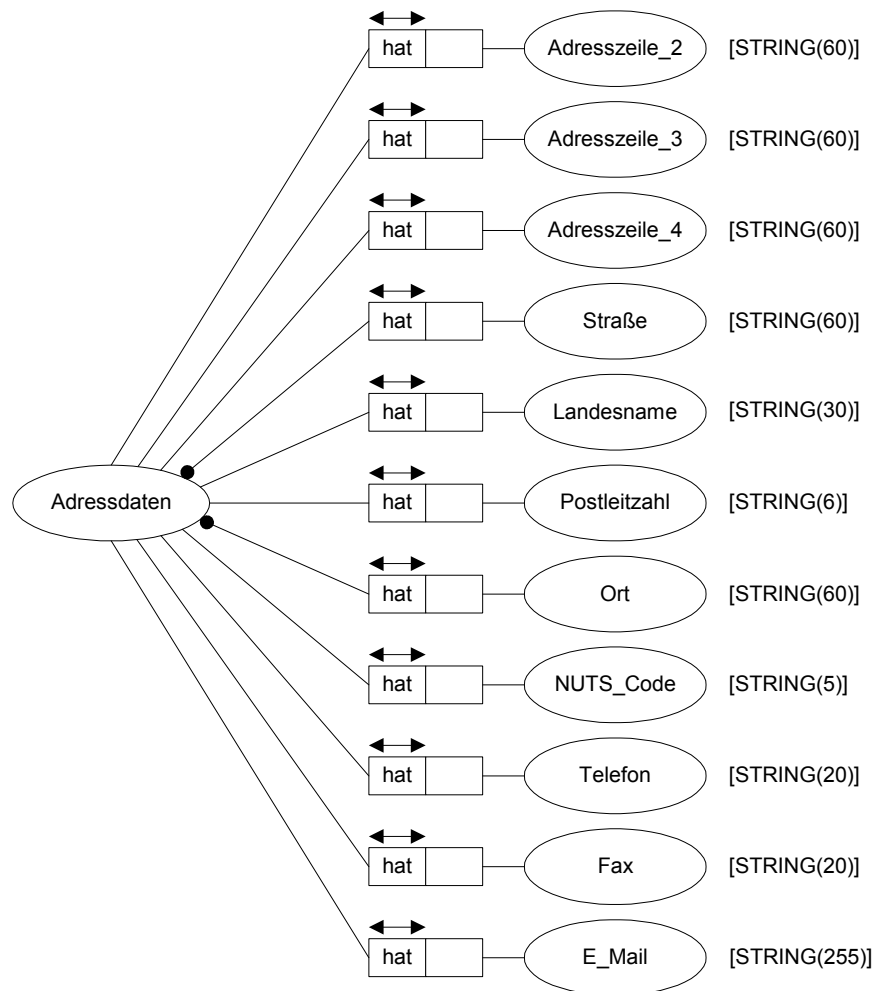 hat Adresszeile_2 [STRING(60)]
hat Adresszeile_3 [STRING(60)]
hat Adresszeile_4 [STRING(60)]
hat Straße [STRING(60)]
hat Landesname [STRING(30)]
Adressdaten hat Postleitzahl [STRING(6)]
hat Ort [STRING(60)]
hat NUTS_Code [STRING(5)]
hat Telefon [STRING(20)]
hat Fax [STRING(20)]
hat E_Mail [STRING(255)]